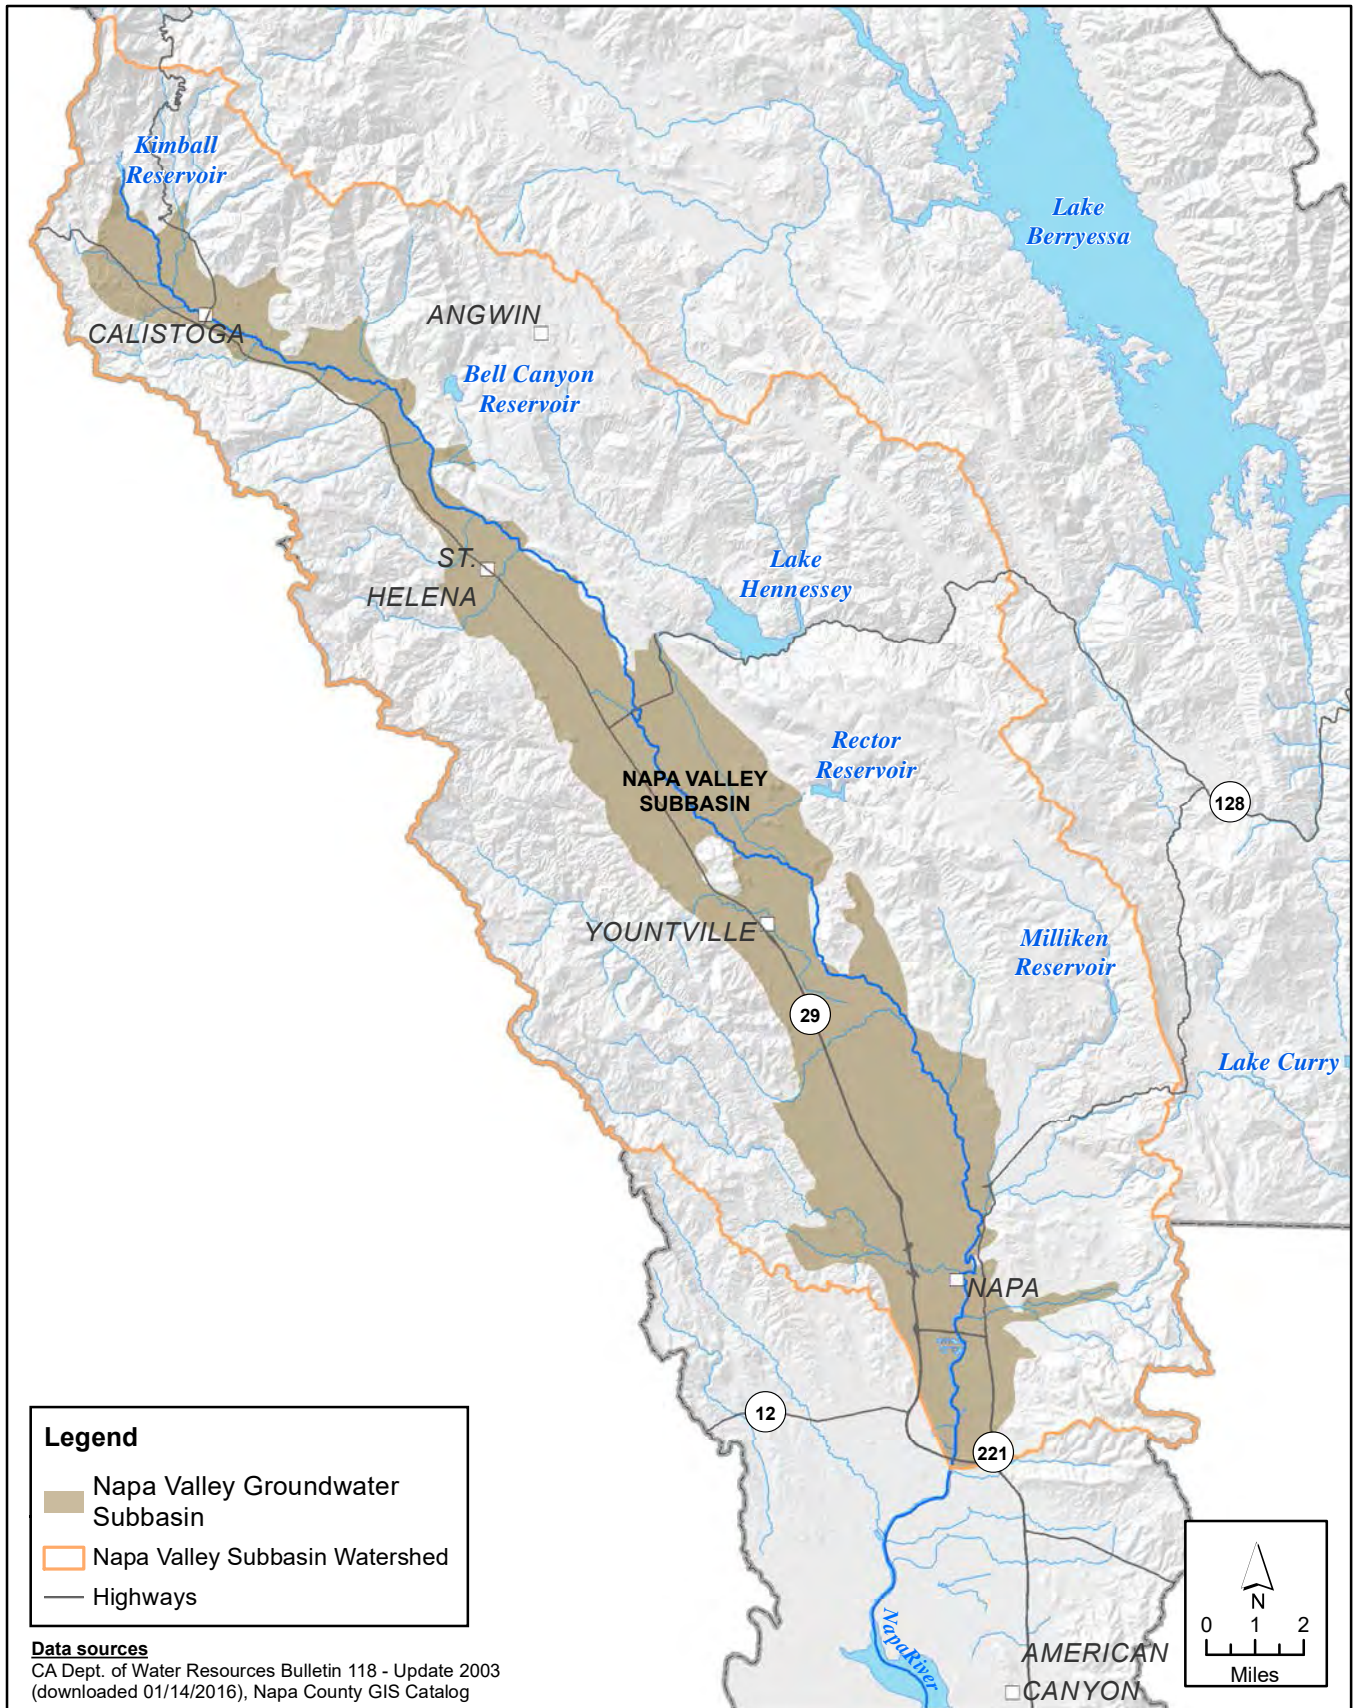 Kimball
Reservoir
Lake
Berryessa
CALISTOGA
ANGWIN
Bell Canyon
Reservoir
ST.
HELENA
Lake
Hennessey
Rector
Reservoir
NAPA VALLEY
SUBBASIN
128
YOUNTVILLE
Milliken
Reservoir
29
Lake Curry
NAPA
12
221
Napa River
AMERICAN
CANYON
Legend
Napa Valley Groundwater
Subbasin
Napa Valley Subbasin Watershed
Highways
N
0 1 2
Miles
Data sources
CA Dept. of Water Resources Bulletin 118 - Update 2003
(downloaded 01/14/2016), Napa County GIS Catalog